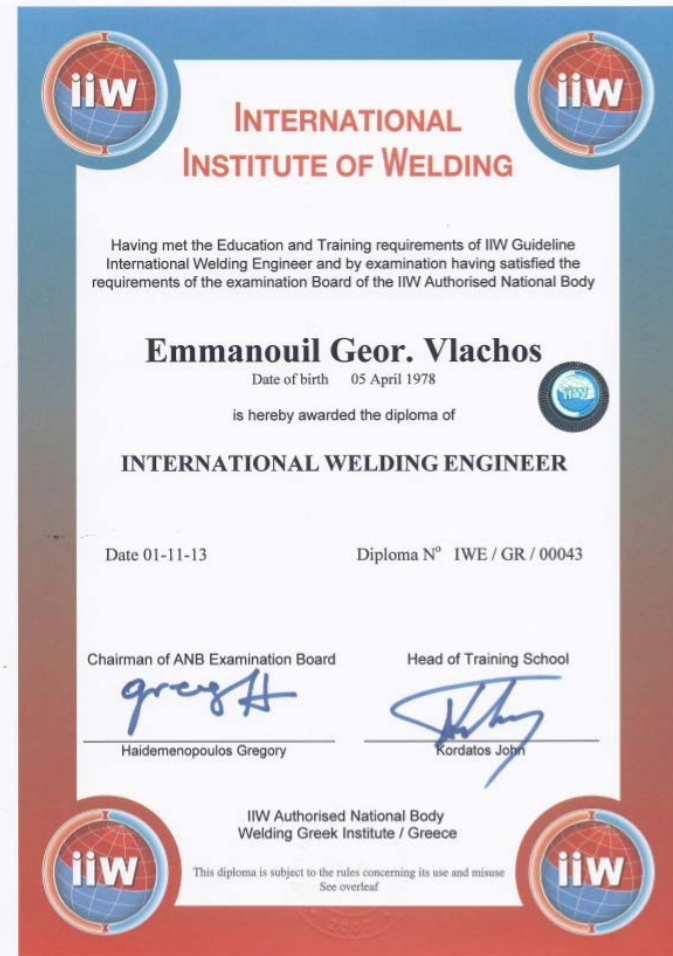 iiw
iiw
INTERNATIONAL
INSTITUTE OF WELDING
Having met the Education and Training requirements of IIW Guideline
International Welding Engineer and by examination having satisfied the
requirements of the examination Board of the IIW Authorised National Body
Emmanouil Geor. Vlachos
Date of birth 05 April 1978
is hereby awarded the diploma of
INTERNATIONAL WELDING ENGINEER
Date 01-11-13 Diploma Nº IWE / GR / 00043
Chairman of ANB Examination Board Head of Training School
Haidemenopoulos Gregory Kordatos John
IIW Authorised National Body
Welding Greek Institute / Greece
iiw
iiw
This diploma is subject to the rules concerning its use and misuse
See overleaf